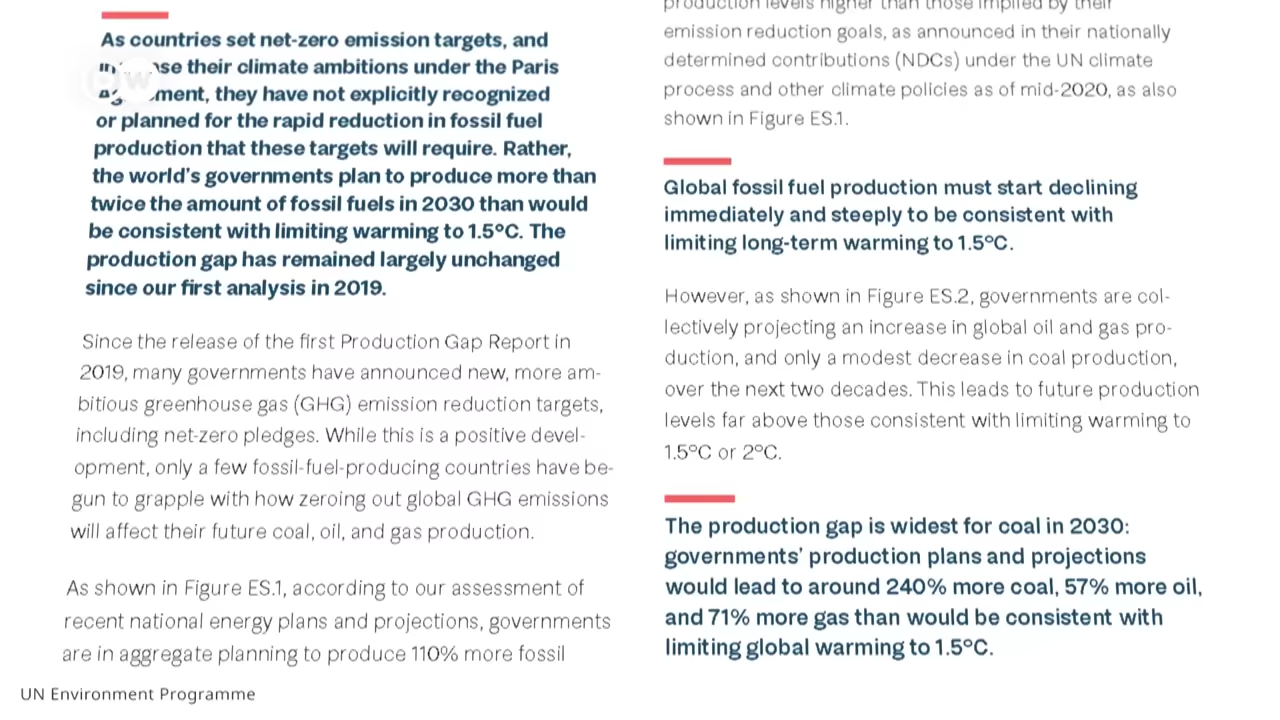 As countries set net-zero emission targets, and
their climate ambitions under the Paris
they have not explicitly recognized
or planned for the rapid reduction in fossil fuel
production that these targets will require. Rather,
the world's governments plan to produce more than
twice the amount of fossil fuels in 2030 than would
be consistent with limiting warming to 1.5°C. The
production gap has remained largely unchanged
since our first analysis in 2019.
Since the release of the first Production Gap Report in
2019, many governments have announced new, more am-
bitious greenhouse gas (GHG) emission reduction targets,
including net-zero pledges. While this is a positive devel-
opment, only a few fossil-fuel-producing countries have be-
gun to grapple with how zeroing out global GHG emissions
will affect their future coal, oil, and gas production.
As shown in Figure ES.1, according to our assessment of
recent national energy plans and projections, governments
are in aggregate planning to produce 110% more fossil
production levels higher than those implied by their
emission reduction goals, as announced in their nationally
determined contributions (NDCs) under the UN climate
process and other climate policies as of mid-2020, as also
shown in Figure ES.1.
Global fossil fuel production must start declining
immediately and steeply to be consistent with
limiting long-term warming to 1.5°C.
However, as shown in Figure ES.2, governments are col-
lectively projecting an increase in global oil and gas pro-
duction, and only a modest decrease in coal production,
over the next two decades. This leads to future production
levels far above those consistent with limiting warming to
1.5°C or 2°C.
The production gap is widest for coal in 2030:
governments' production plans and projections
would lead to around 240% more coal, 57% more oil,
and 71% more gas than would be consistent with
limiting global warming to 1.5°C.
UN Environment Programme